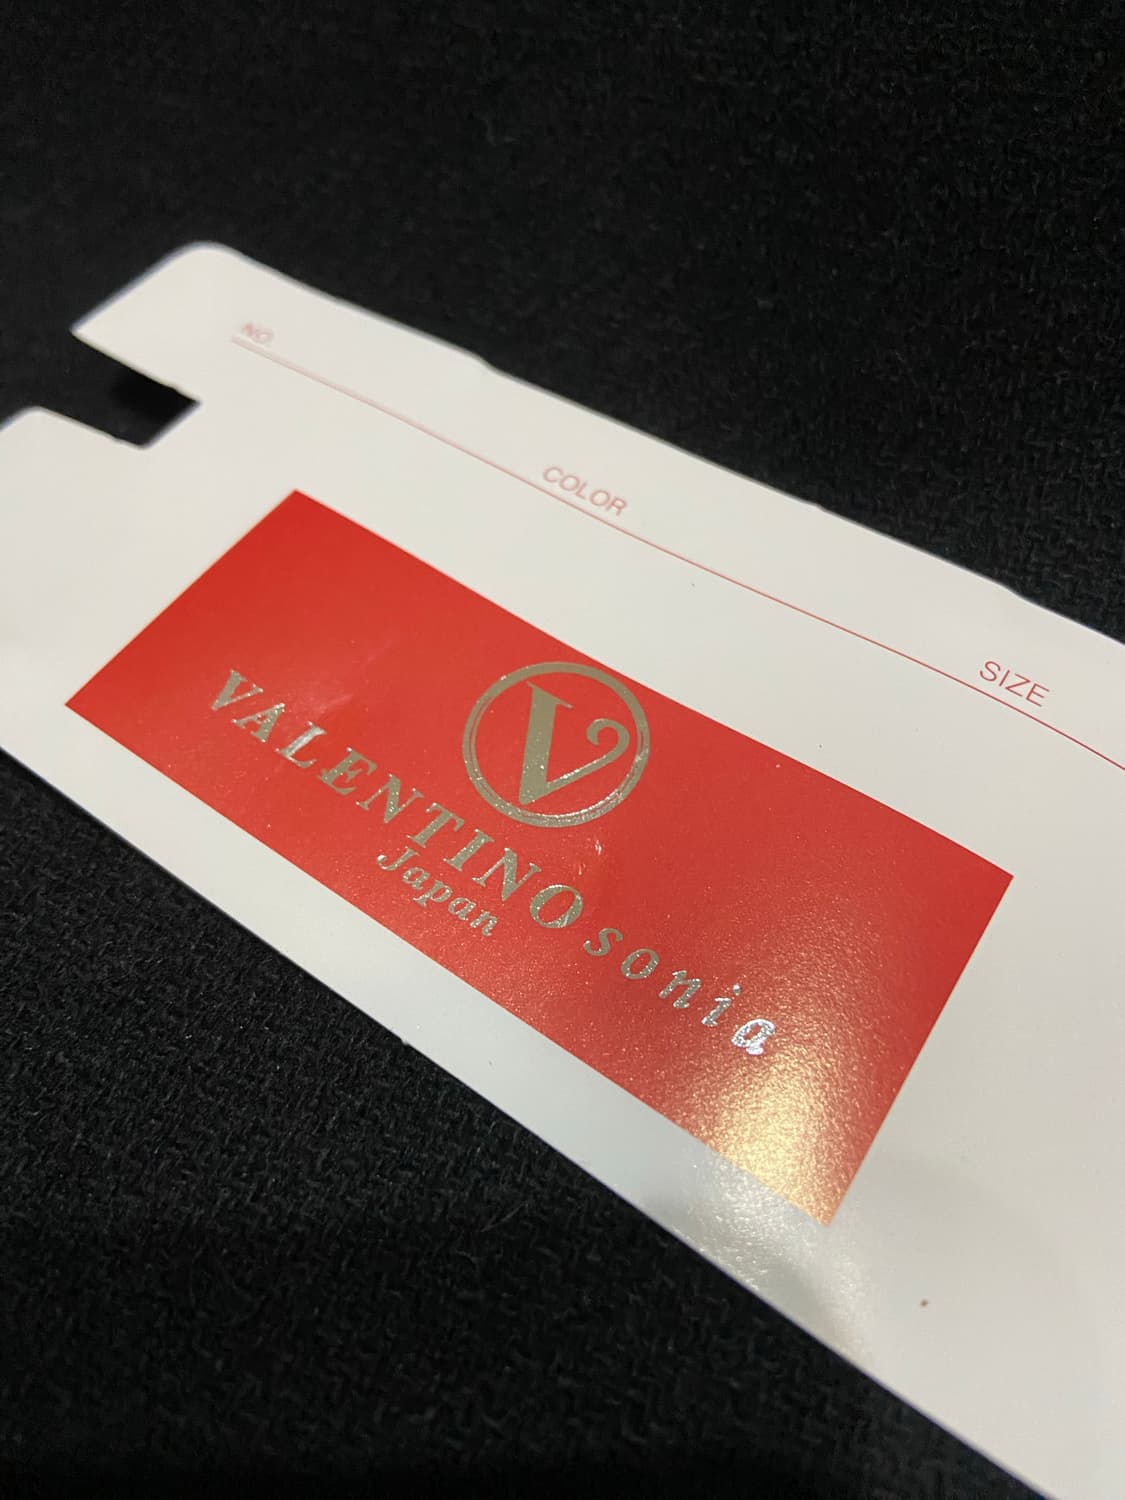 NO.
COLOR
SIZE
V
VALENTINO sonia
Japan